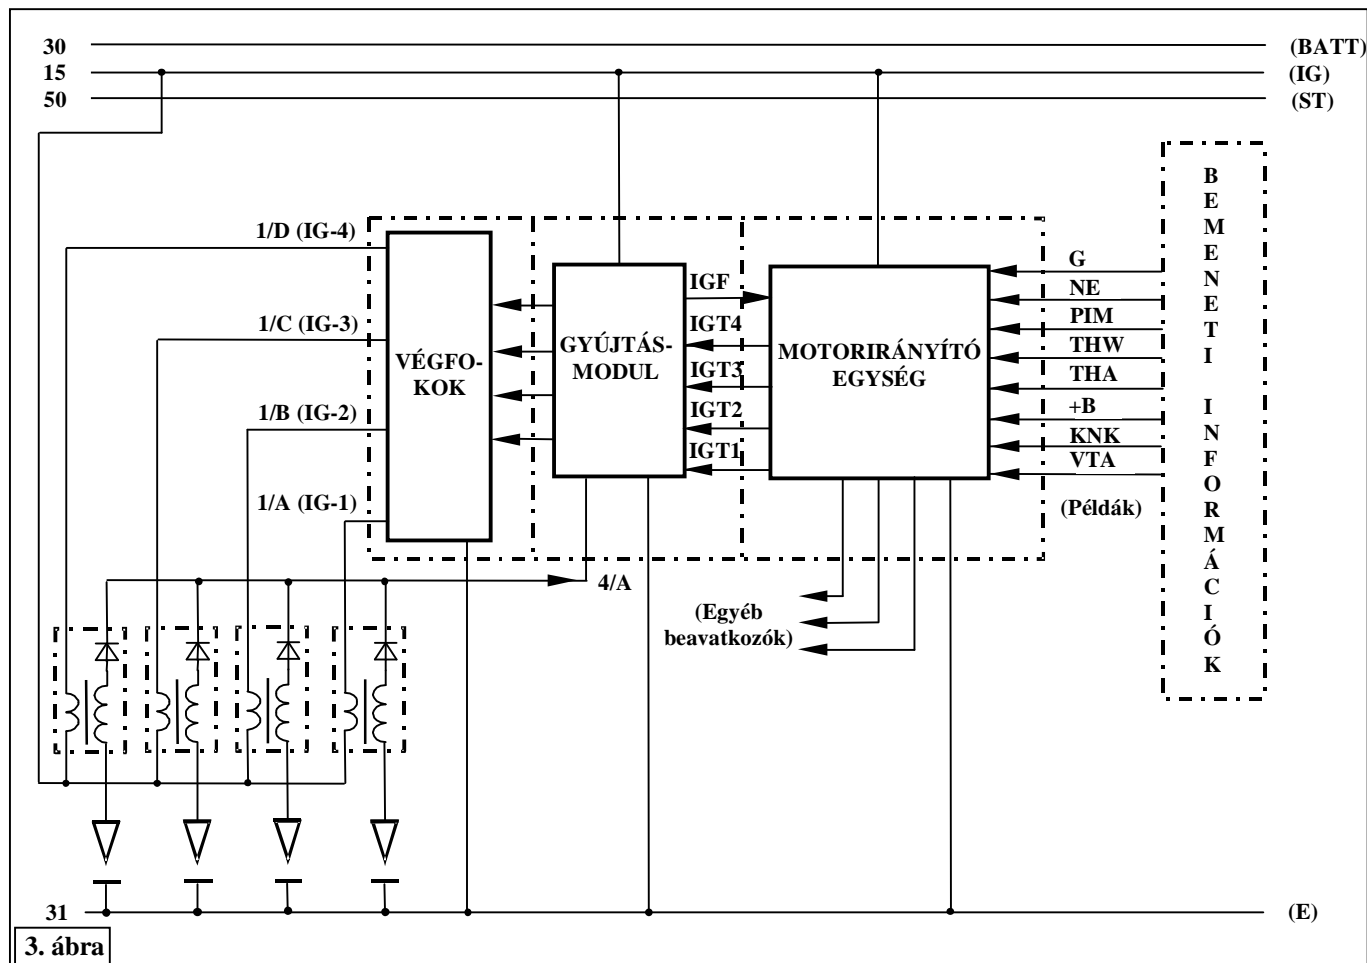 30 (BATT)
15 (IG)
50 (ST)
1/D (IG-4)
1/C (IG-3)
1/B (IG-2)
1/A (IG-1)
VÉGFO-
KOK
GYÚJTÁS-
MODUL
IGF
IGT4
IGT3
IGT2
IGT1
MOTORIRÁNYÍTÓ
EGYSÉG
G
NE
PIM
THW
THA
+B
KNK
VTA
(Példák)
BEMENETI INFORMÁCIÓK
4/A
(Egyéb
beavatkozók)
31 (E)
3. ábra